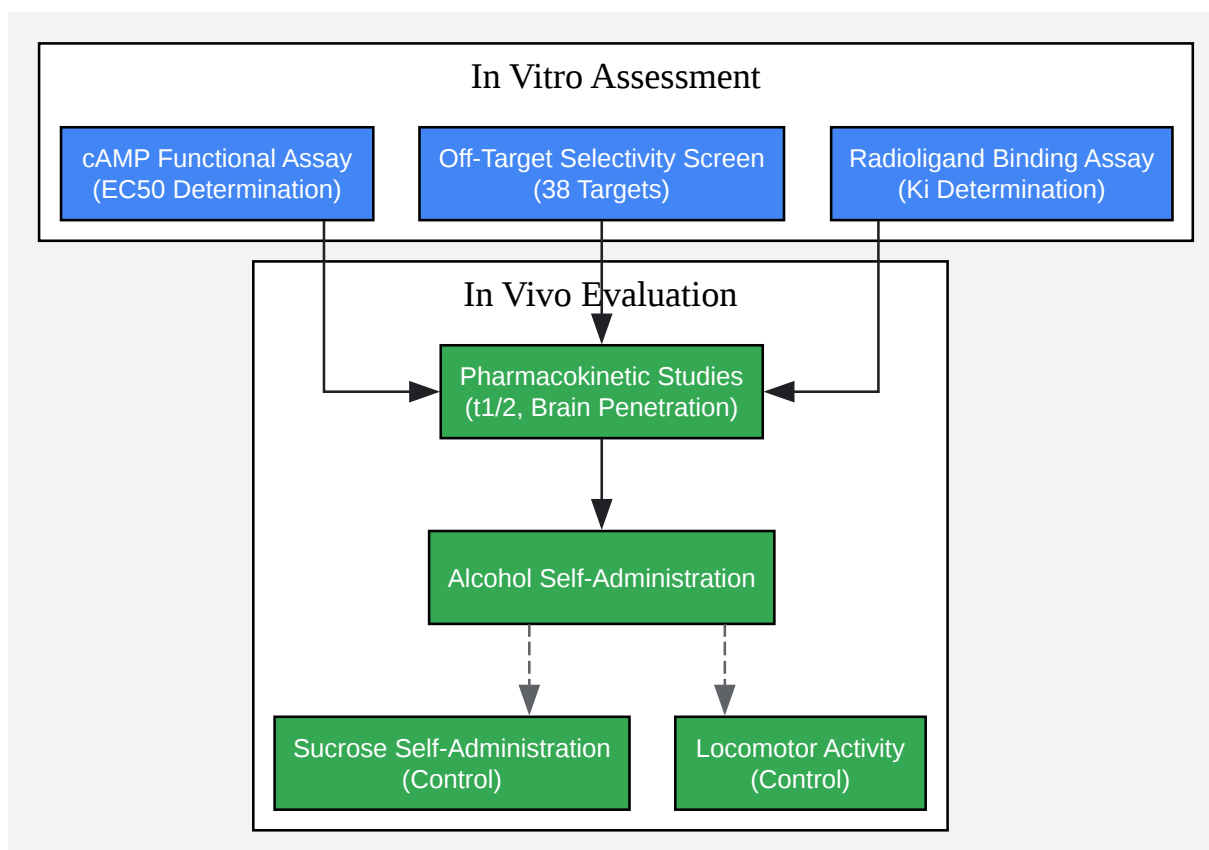 In Vitro Assessment
cAMP Functional Assay
(EC50 Determination)
Off-Target Selectivity Screen
(38 Targets)
Radioligand Binding Assay
(Ki Determination)
In Vivo Evaluation
Pharmacokinetic Studies
(t1/2, Brain Penetration)
Alcohol Self-Administration
Sucrose Self-Administration
(Control)
Locomotor Activity
(Control)